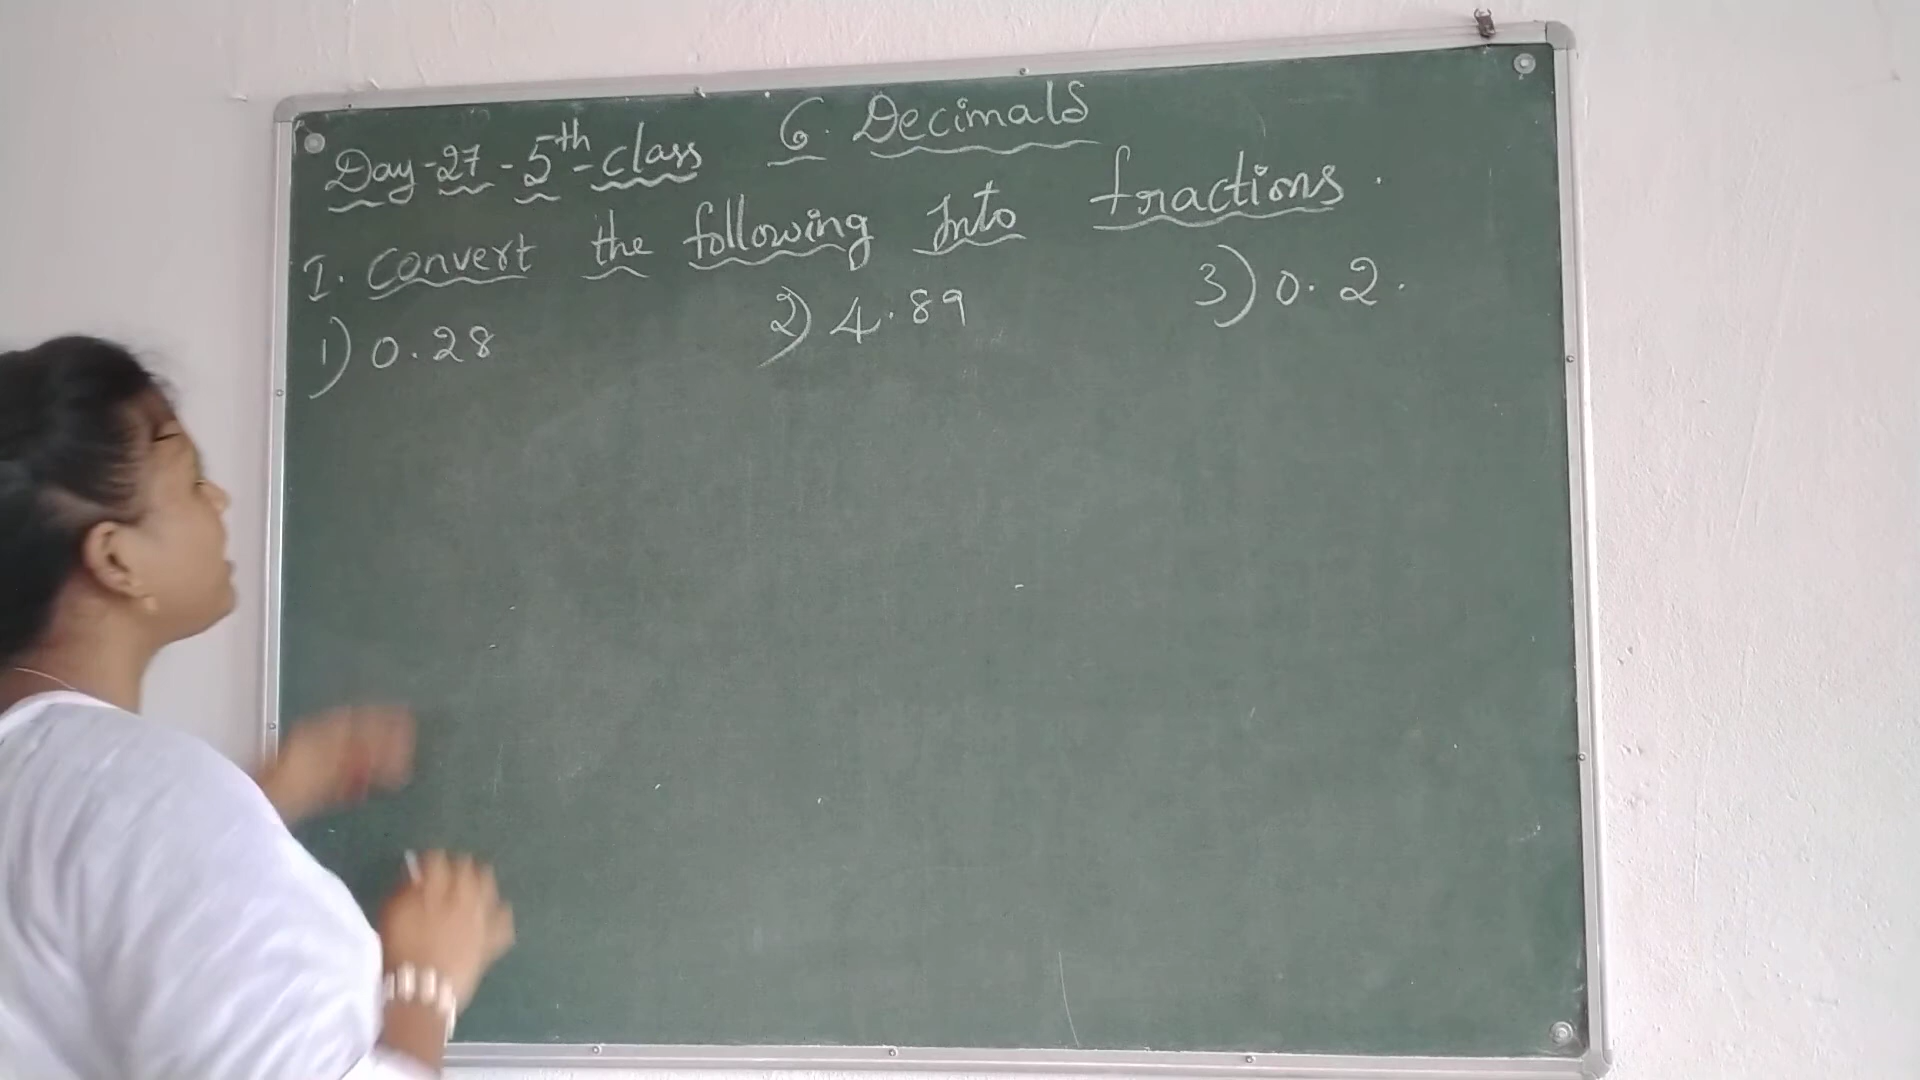 Day-27-5th-class 6. Decimals
I. Convert the following Into fractions.
1) 0.28 2) 4.89 3) 0.2.